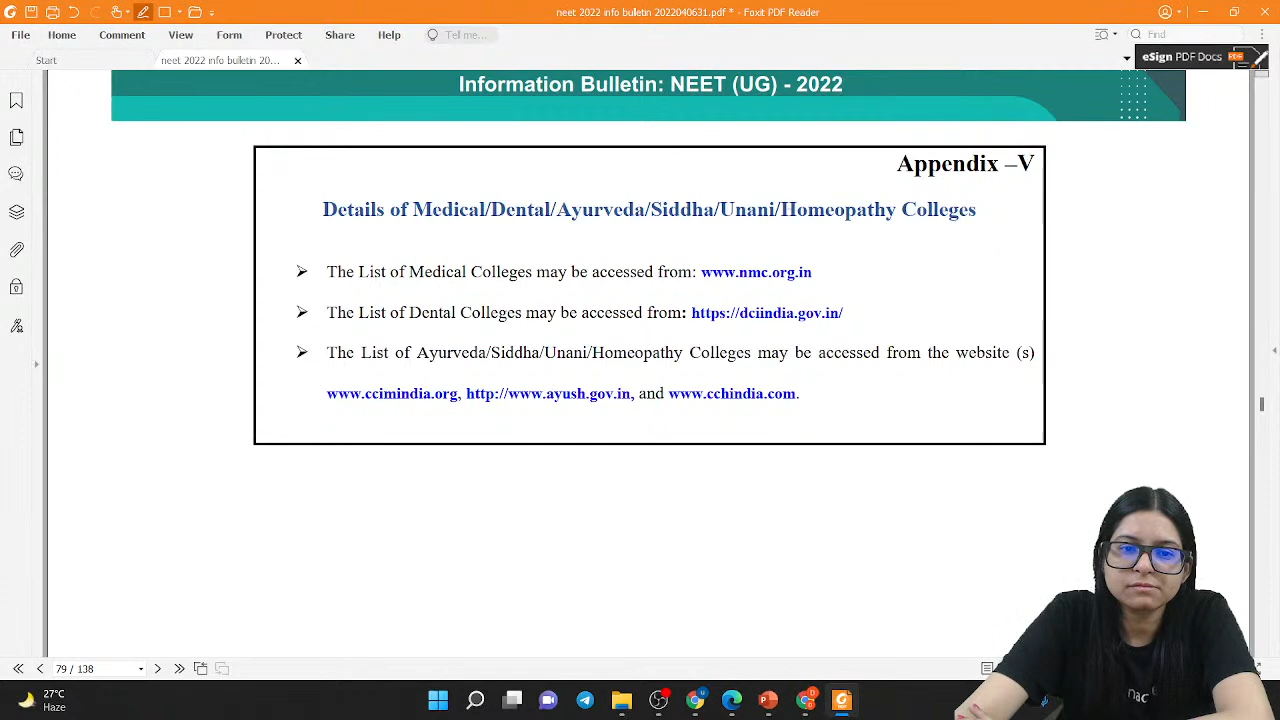 neet 2022 info buletin 2022040631.pdf * - Foxit PDF Reader
File Home Comment View Form Protect Share Help Tell me... Find
Start neet 2022 info buletin 20... eSign PDF Docs
Information Bulletin: NEET (UG) - 2022
Appendix –V
Details of Medical/Dental/Ayurveda/Siddha/Unani/Homeopathy Colleges
➢ The List of Medical Colleges may be accessed from: www.nmc.org.in
➢ The List of Dental Colleges may be accessed from: https://dciindia.gov.in/
➢ The List of Ayurveda/Siddha/Unani/Homeopathy Colleges may be accessed from the website (s)
www.ccimindia.org, http://www.ayush.gov.in, and www.cchindia.com.
79 / 138
27°C
Haze